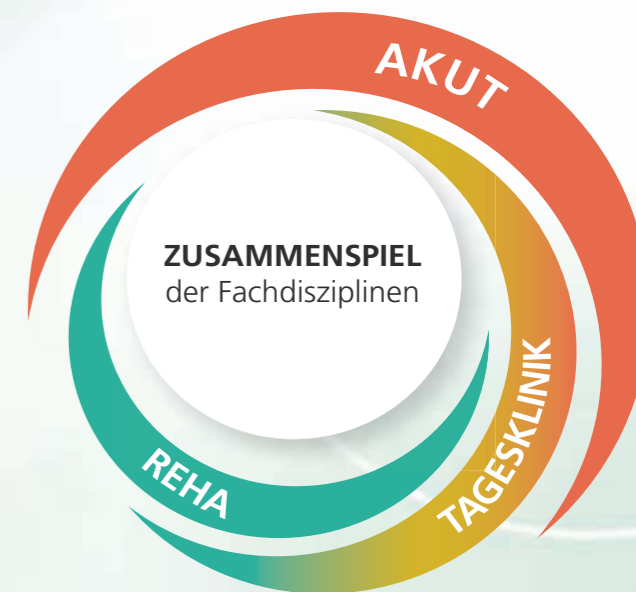 AKUT
ZUSAMMENSPIEL
der Fachdisziplinen
TAGESKLINIK
REHA